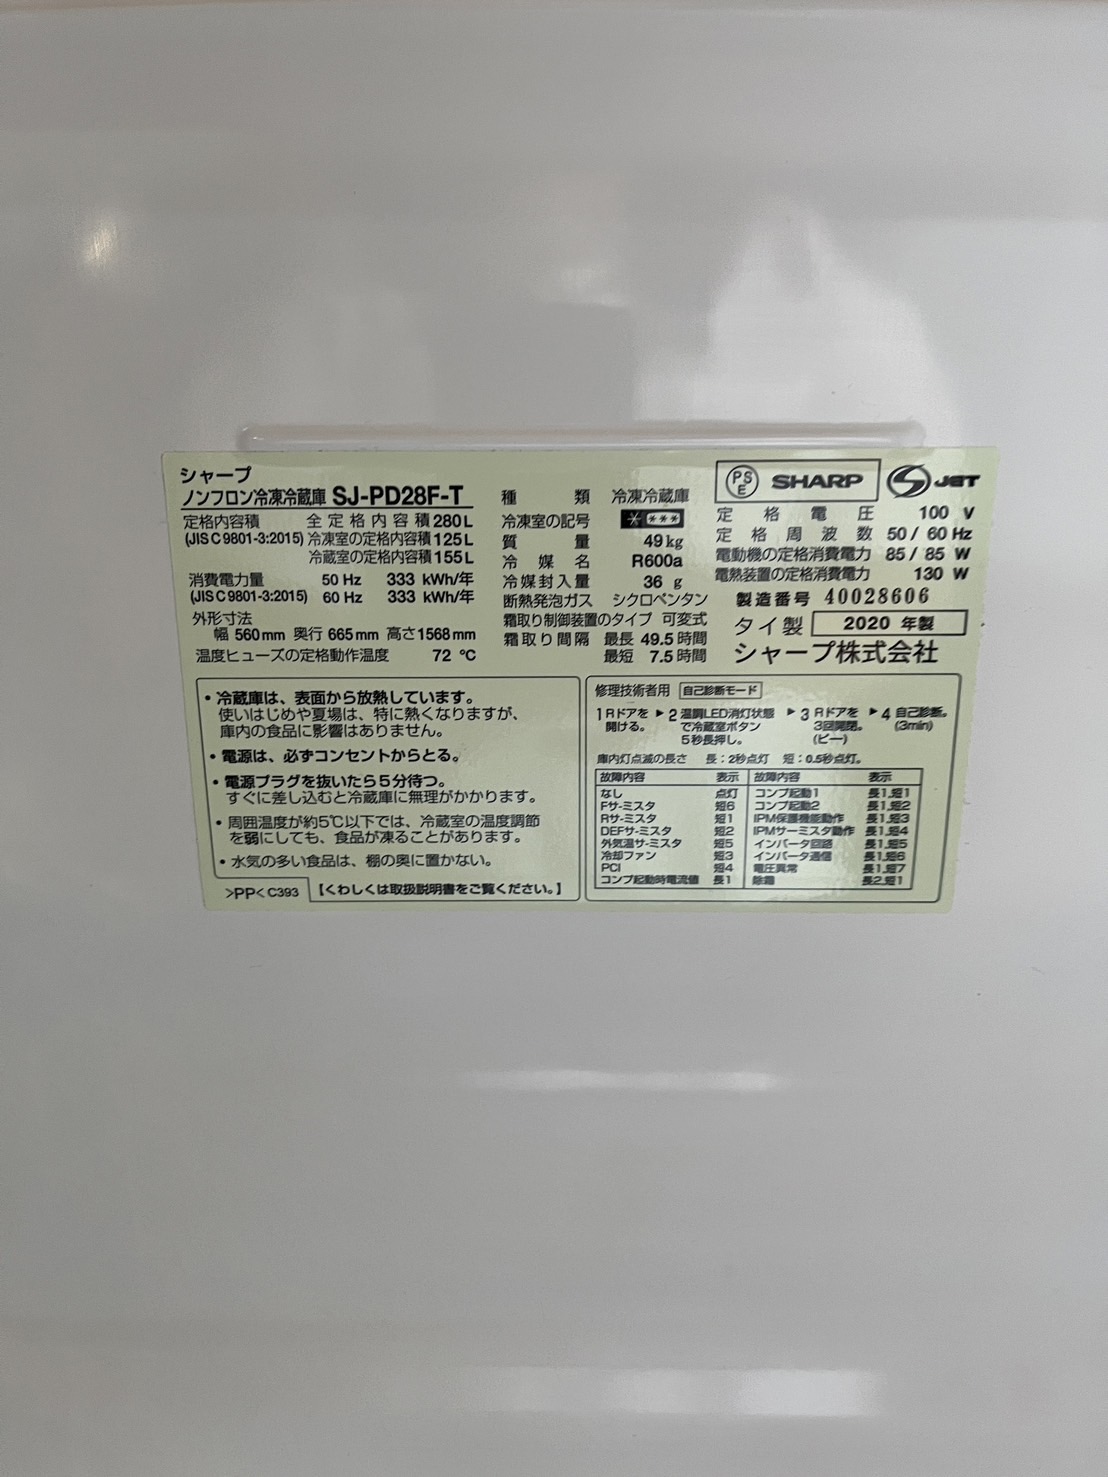 シャープ
ノンフロン冷凍冷蔵庫 SJ-PD28F-T
定格内容積 全定格内容積 280 L
(JIS C 9801-3:2015) 冷凍室の定格内容積 125 L
冷蔵室の定格内容積 155 L
消費電力量 50 Hz 333 kWh/年
(JIS C 9801-3:2015) 60 Hz 333 kWh/年
外形寸法
幅 560 mm 奥行 665 mm 高さ 1568 mm
温度ヒューズの定格動作温度 72 ℃
種類 冷凍冷蔵庫
冷凍室の記号 * ***
質量 49 kg
冷媒名 R600a
冷媒封入量 36 g
断熱発泡ガス シクロペンタン
霜取り制御装置のタイプ 可変式
霜取り間隔 最長 49.5 時間
最短 7.5 時間
PSE SHARP S JET
定格電圧 100 V
定格周波数 50 / 60 Hz
電動機の定格消費電力 85 / 85 W
電熱装置の定格消費電力 130 W
製造番号 40028606
タイ製 2020 年製
シャープ株式会社
・冷蔵庫は、表面から放熱しています。
使いはじめや夏場は、特に熱くなりますが、
庫内の食品に影響はありません。
・電源は、必ずコンセントからとる。
・電源プラグを抜いたら5分待つ。
すぐに差し込むと冷蔵庫に無理がかかります。
・周囲温度が約5℃以下では、冷蔵室の温度調節
を弱にしても、食品が凍ることがあります。
・水気の多い食品は、棚の奥に置かない。
>PP< C393 【くわしくは取扱説明書をご覧ください。】
修理技術者用 自己診断モード
1 Rドアを開ける。 ▶ 2 温調LED消灯状態で冷蔵室ボタン5秒長押し。 ▶ 3 Rドアを3回開閉。(ピー) ▶ 4 自己診断。(3min)
庫内灯点滅の長さ 長：2秒点灯 短：0.5秒点灯。
故障内容 表示 故障内容 表示
なし 点灯 コンプ起動1 長1,短1
Fサ-ミスタ 短6 コンプ起動2 長1,短2
Rサ-ミスタ 短1 IPM保護機能動作 長1,短3
DEFサ-ミスタ 短2 IPMサーミスタ動作 長1,短4
外気温サ-ミスタ 短5 インバータ回路 長1,短5
冷却ファン 短3 インバータ通信 長1,短6
PCI 短4 電圧異常 長1,短7
コンプ起動時電流値 長1 除霜 長2,短1